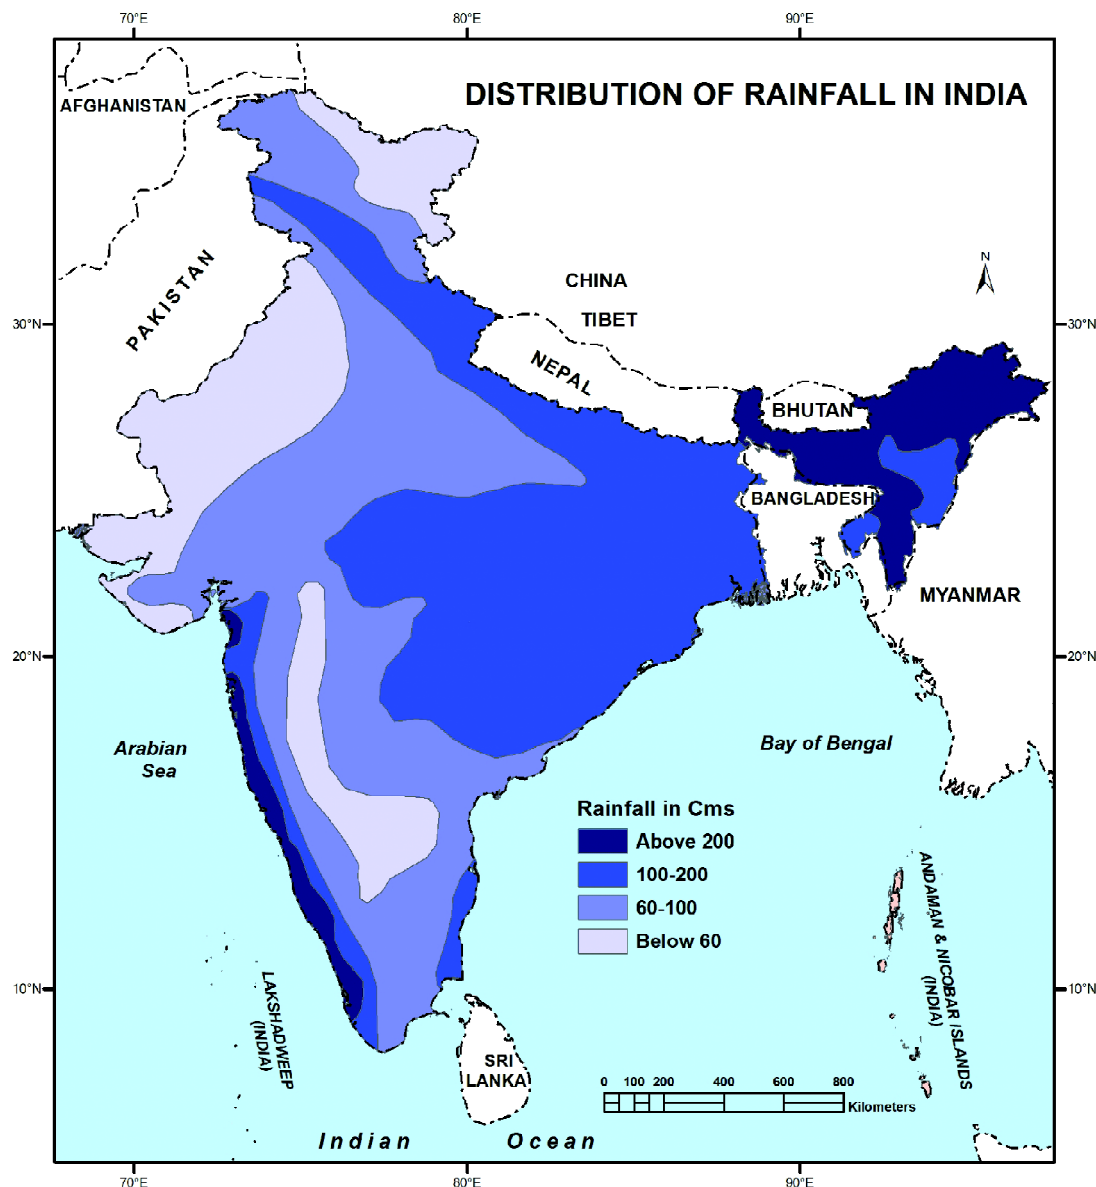 70°E 80°E 90°E
DISTRIBUTION OF RAINFALL IN INDIA
AFGHANISTAN
PAKISTAN
N
CHINA
TIBET
30°N 30°N
NEPAL
BHUTAN
BANGLADESH
MYANMAR
20°N 20°N
Arabian
Sea
Bay of Bengal
Rainfall in Cms
Above 200
100-200
60-100
Below 60
ANDAMAN & NICOBAR ISLANDS
(INDIA)
LAKSHADWEEP
(INDIA)
10°N 10°N
SRI
LANKA
0 100 200 400 600 800
Kilometers
Indian Ocean
70°E 80°E 90°E